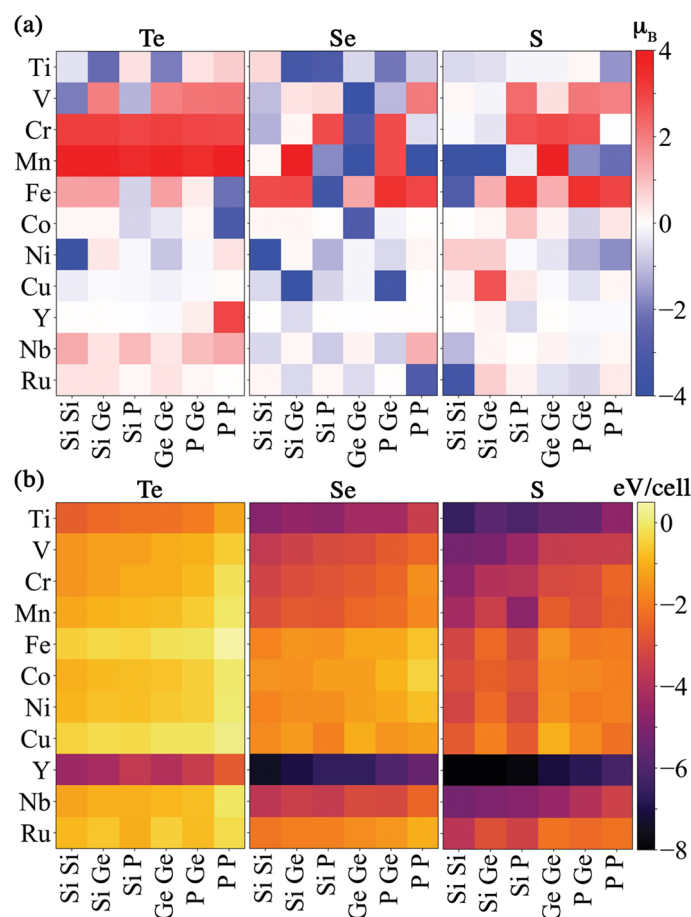 (a)
Te Se S μB
Ti
V
Cr
Mn
Fe
Co
Ni
Cu
Y
Nb
Ru
4
2
0
−2
−4
Si Si Si Ge Si P Ge Ge P Ge P P Si Si Si Ge Si P Ge Ge P Ge P P Si Si Si Ge Si P Ge Ge P Ge P P
(b)
Te Se S eV/cell
Ti
V
Cr
Mn
Fe
Co
Ni
Cu
Y
Nb
Ru
0
−2
−4
−6
−8
Si Si Si Ge Si P Ge Ge P Ge P P Si Si Si Ge Si P Ge Ge P Ge P P Si Si Si Ge Si P Ge Ge P Ge P P